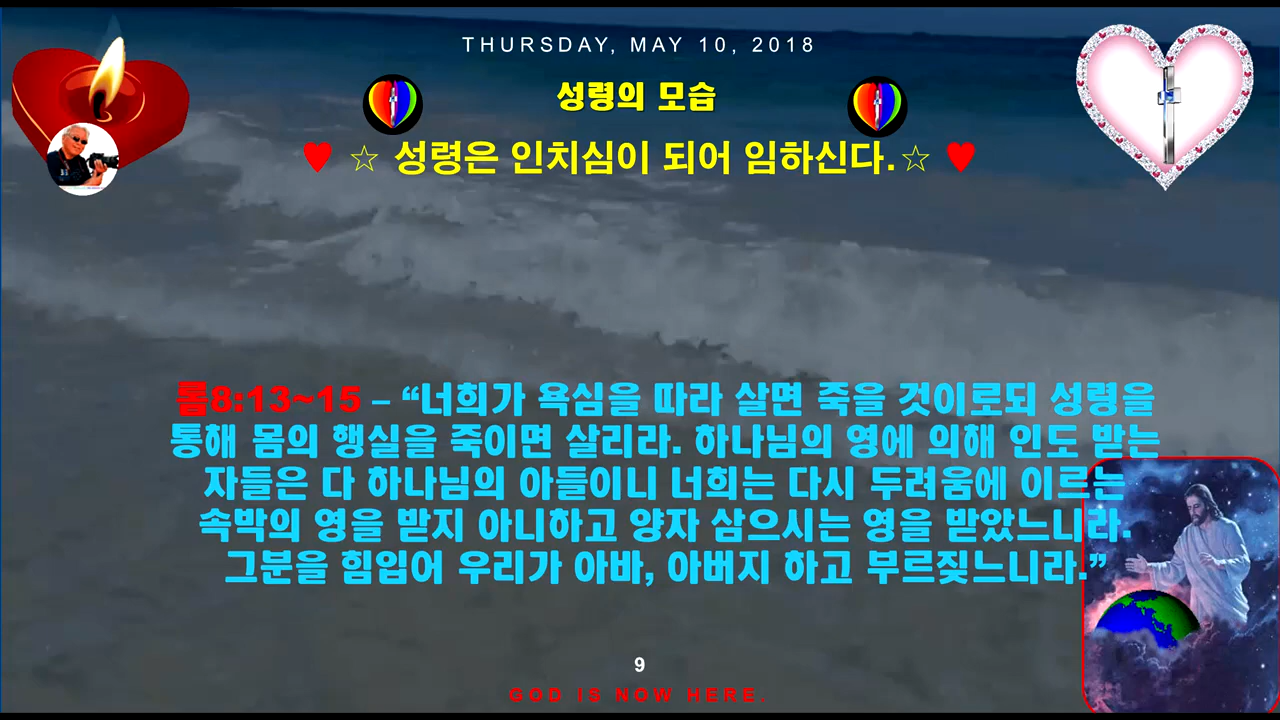 THURSDAY, MAY 10, 2018
성령의 모습
♥ ☆ 성령은 인치심이 되어 임하신다.☆ ♥
롬8:13~15 – “너희가 욕심을 따라 살면 죽을 것이로되 성령을
통해 몸의 행실을 죽이면 살리라. 하나님의 영에 의해 인도 받는
자들은 다 하나님의 아들이니 너희는 다시 두려움에 이르는
속박의 영을 받지 아니하고 양자 삼으시는 영을 받았느니라.
그분을 힘입어 우리가 아바, 아버지 하고 부르짖느니라.”
9
GOD IS NOW HERE.